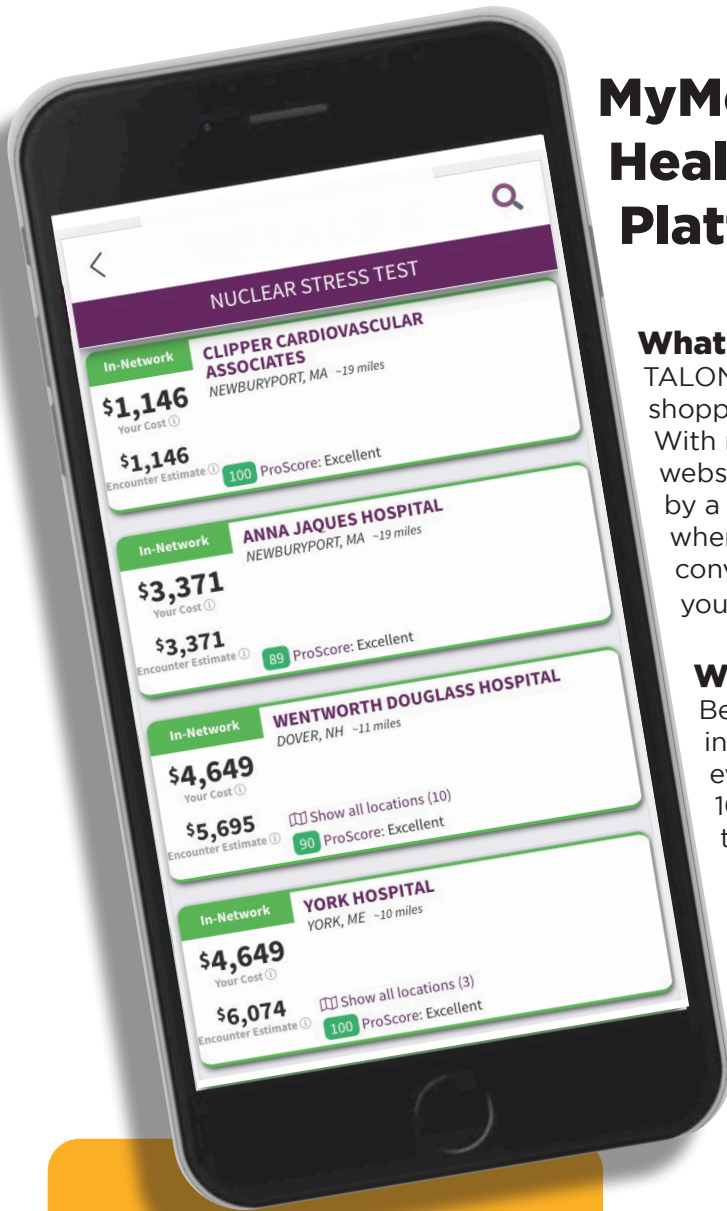 MyM
Heal
Plat
What
TALON
shopp
With
websi
by a
when
conv
you
W
Be
in
ev
10
t
NUCLEAR STRESS TEST
In-Network
CLIPPER CARDIOVASCULAR
ASSOCIATES
NEWBURYPORT, MA ~19 miles
$1,146
Your Cost
$1,146
Encounter Estimate
100 ProScore: Excellent
In-Network
ANNA JAQUES HOSPITAL
NEWBURYPORT, MA ~19 miles
$3,371
Your Cost
$3,371
Encounter Estimate
89 ProScore: Excellent
In-Network
WENTWORTH DOUGLASS HOSPITAL
DOVER, NH ~11 miles
$4,649
Your Cost
Show all locations (10)
$5,695
Encounter Estimate
90 ProScore: Excellent
In-Network
YORK HOSPITAL
YORK, ME ~10 miles
$4,649
Your Cost
Show all locations (3)
$6,074
Encounter Estimate
100 ProScore: Excellent